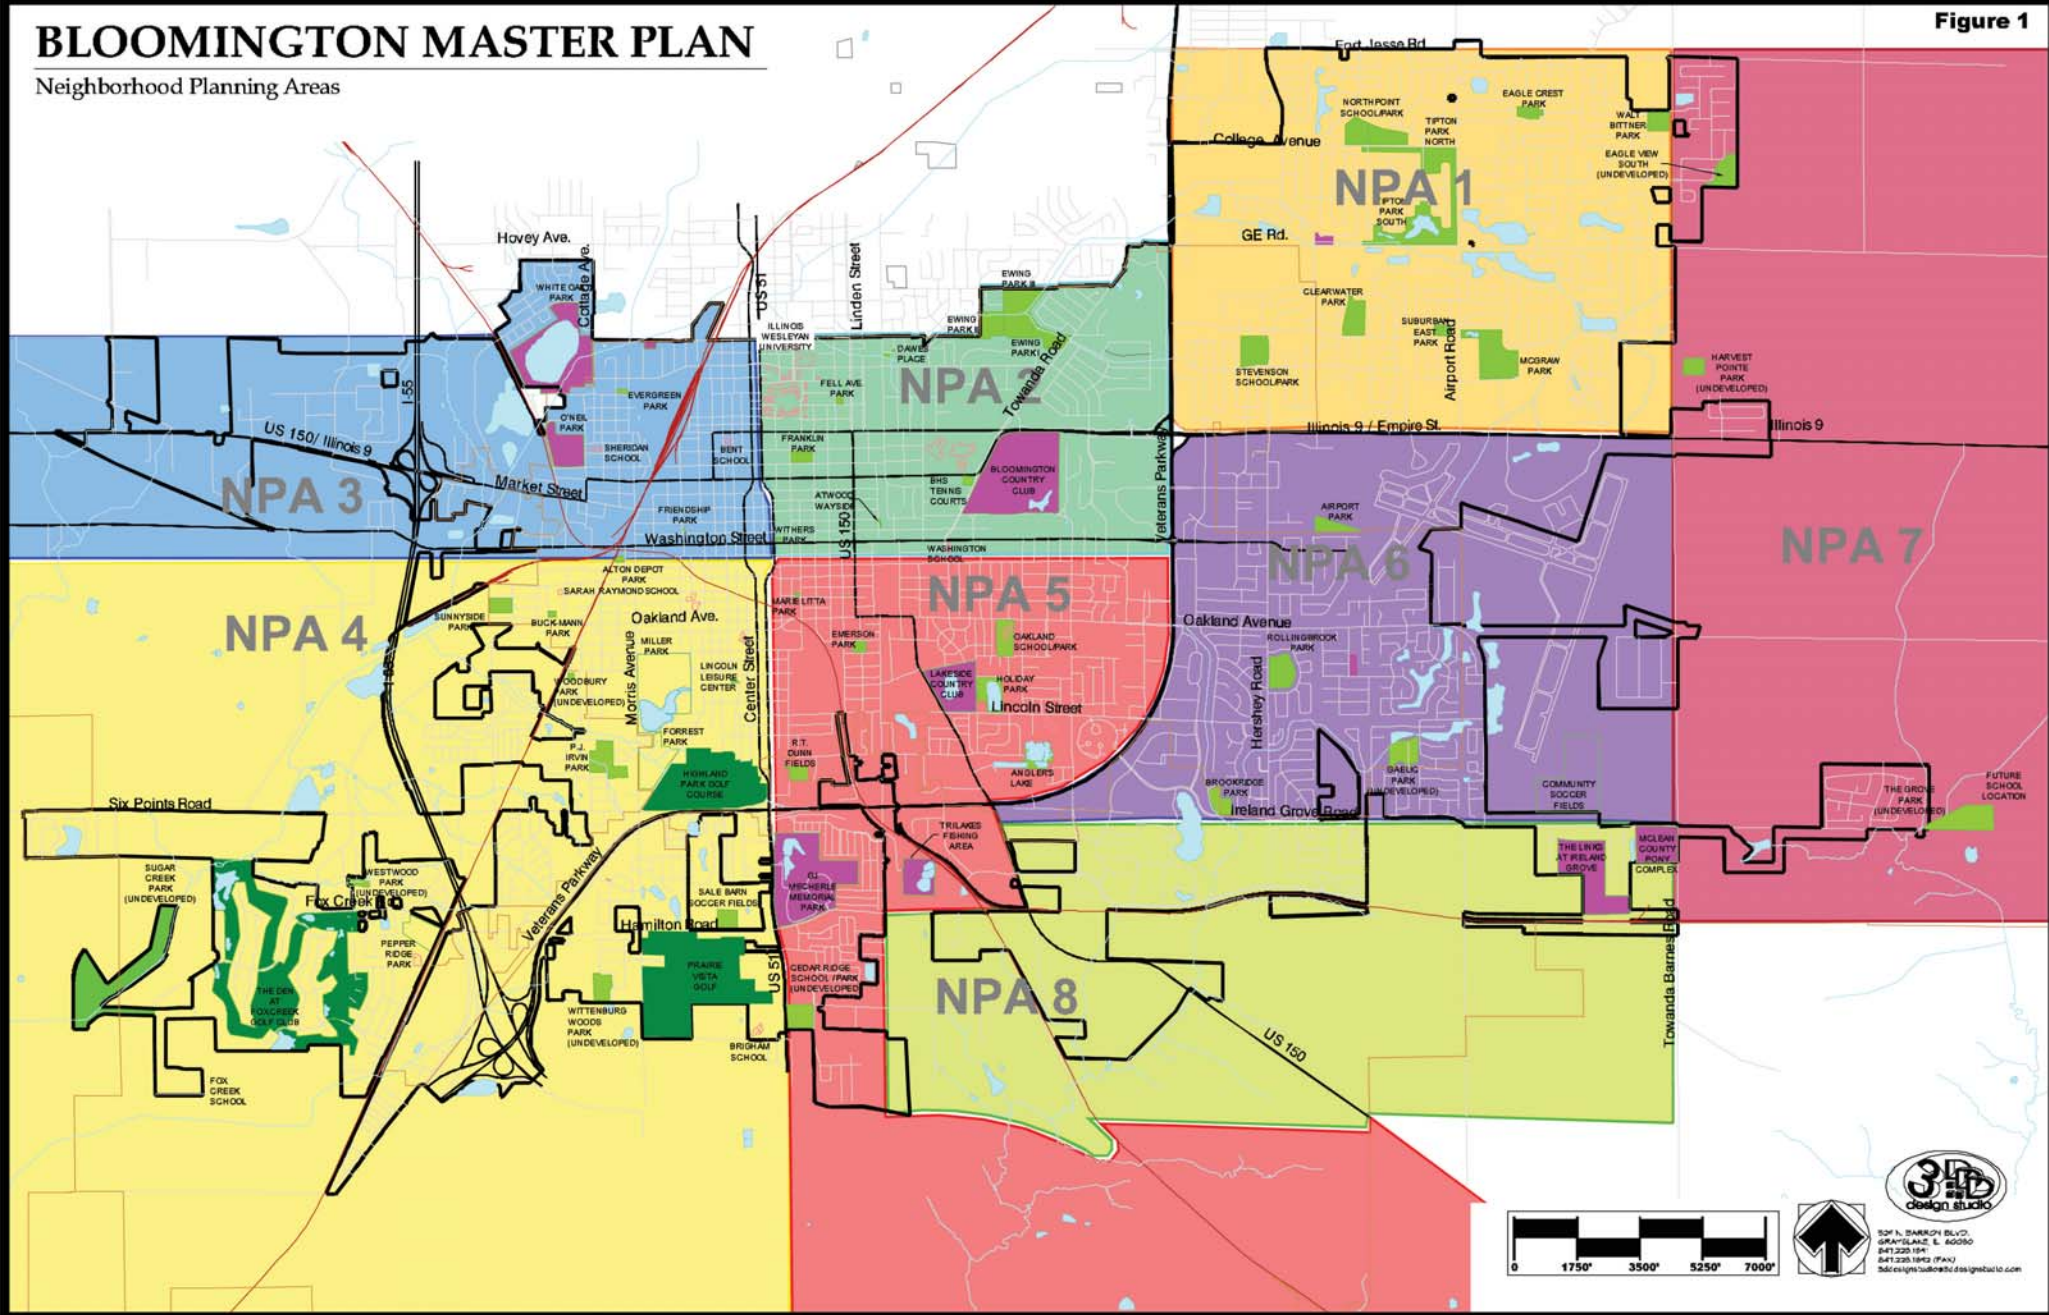 BLOOMINGTON MASTER PLAN
Neighborhood Planning Areas
Figure 1
Fort Jesse Rd.
NORTHPOINT
SCHOOL/PARK
EAGLE CREST
PARK
TIPTON
PARK
NORTH
WALT
BITTNER
PARK
College Avenue
EAGLE VIEW
SOUTH
(UNDEVELOPED)
NPA 1
PARK
SOUTH
GE Rd.
CLEARWATER
PARK
SUBURBAN
EAST
PARK
Airport Road
MCGRAW
PARK
STEVENSON
SCHOOL/PARK
HARVEST
POINTE
PARK
(UNDEVELOPED)
Illinois 9 / Empire St.
Illinois 9
Hovey Ave.
Cottage Ave.
WHITE OAK
PARK
US 51
Linden Street
ILLINOIS
WESLEYAN
UNIVERSITY
EWING
PARK III
EWING
PARK II
EWING
PARK I
DAWES
PLACE
Towanda Road
NPA 2
FELL AVE.
PARK
I-55
US 150/ Illinois 9
NPA 3
Market Street
EVERGREEN
PARK
O'NEIL
PARK
SHERIDAN
SCHOOL
BENT
SCHOOL
FRANKLIN
PARK
BLOOMINGTON
COUNTRY
CLUB
BHS
TENNIS
COURTS
ATWOOD
WAYSIDE
US 150
FRIENDSHIP
PARK
WITHERS
PARK
Washington Street
WASHINGTON
SCHOOL
Veterans Parkway
AIRPORT
PARK
NPA 6
NPA 7
NPA 4
ALTON DEPOT
PARK
SARAH RAYMOND SCHOOL
SUNNYSIDE
PARK
BUCK-MANN
PARK
Oakland Ave.
MILLER
PARK
Morris Avenue
LINCOLN
LEISURE
CENTER
Center Street
WOODBURY
PARK
(UNDEVELOPED)
P.J.
IRVIN
PARK
FORREST
PARK
HIGHLAND
PARK GOLF
COURSE
NPA 5
MARIE LITTA
PARK
EMERSON
PARK
OAKLAND
SCHOOL/PARK
LAKESIDE
COUNTRY
CLUB
HOLIDAY
PARK
Lincoln Street
R.T.
DUNN
FIELDS
ANGLERS
LAKE
Oakland Avenue
ROLLINGBROOK
PARK
Hershey Road
BROOKRIDGE
PARK
GAELIC
PARK
(UNDEVELOPED)
Ireland Grove Road
COMMUNITY
SOCCER
FIELDS
THE GROVE
PARK
(UNDEVELOPED)
FUTURE
SCHOOL
LOCATION
I-55
Six Points Road
SUGAR
CREEK
PARK
(UNDEVELOPED)
WESTWOOD
PARK
(UNDEVELOPED)
Fox Creek
PEPPER
RIDGE
PARK
THE DEN
AT
FOXCREEK
GOLF CLUB
FOX
CREEK
SCHOOL
Veterans Parkway
SALE BARN
SOCCER FIELDS
Hamilton Road
PRAIRIE
VISTA
GOLF
US 51
WITTENBURG
WOODS
PARK
(UNDEVELOPED)
BRIGHAM
SCHOOL
TRILAKES
FISHING
AREA
MECHERLE
MEMORIAL
PARK
CEDAR RIDGE
SCHOOL /PARK
(UNDEVELOPED
NPA 8
US 150
THE LINKS
AT IRELAND
GROVE
MCLEAN
COUNTY
PONY
COMPLEX
Towanda Barnes Road
0 1750' 3500' 5250' 7000'
3DD
design studio